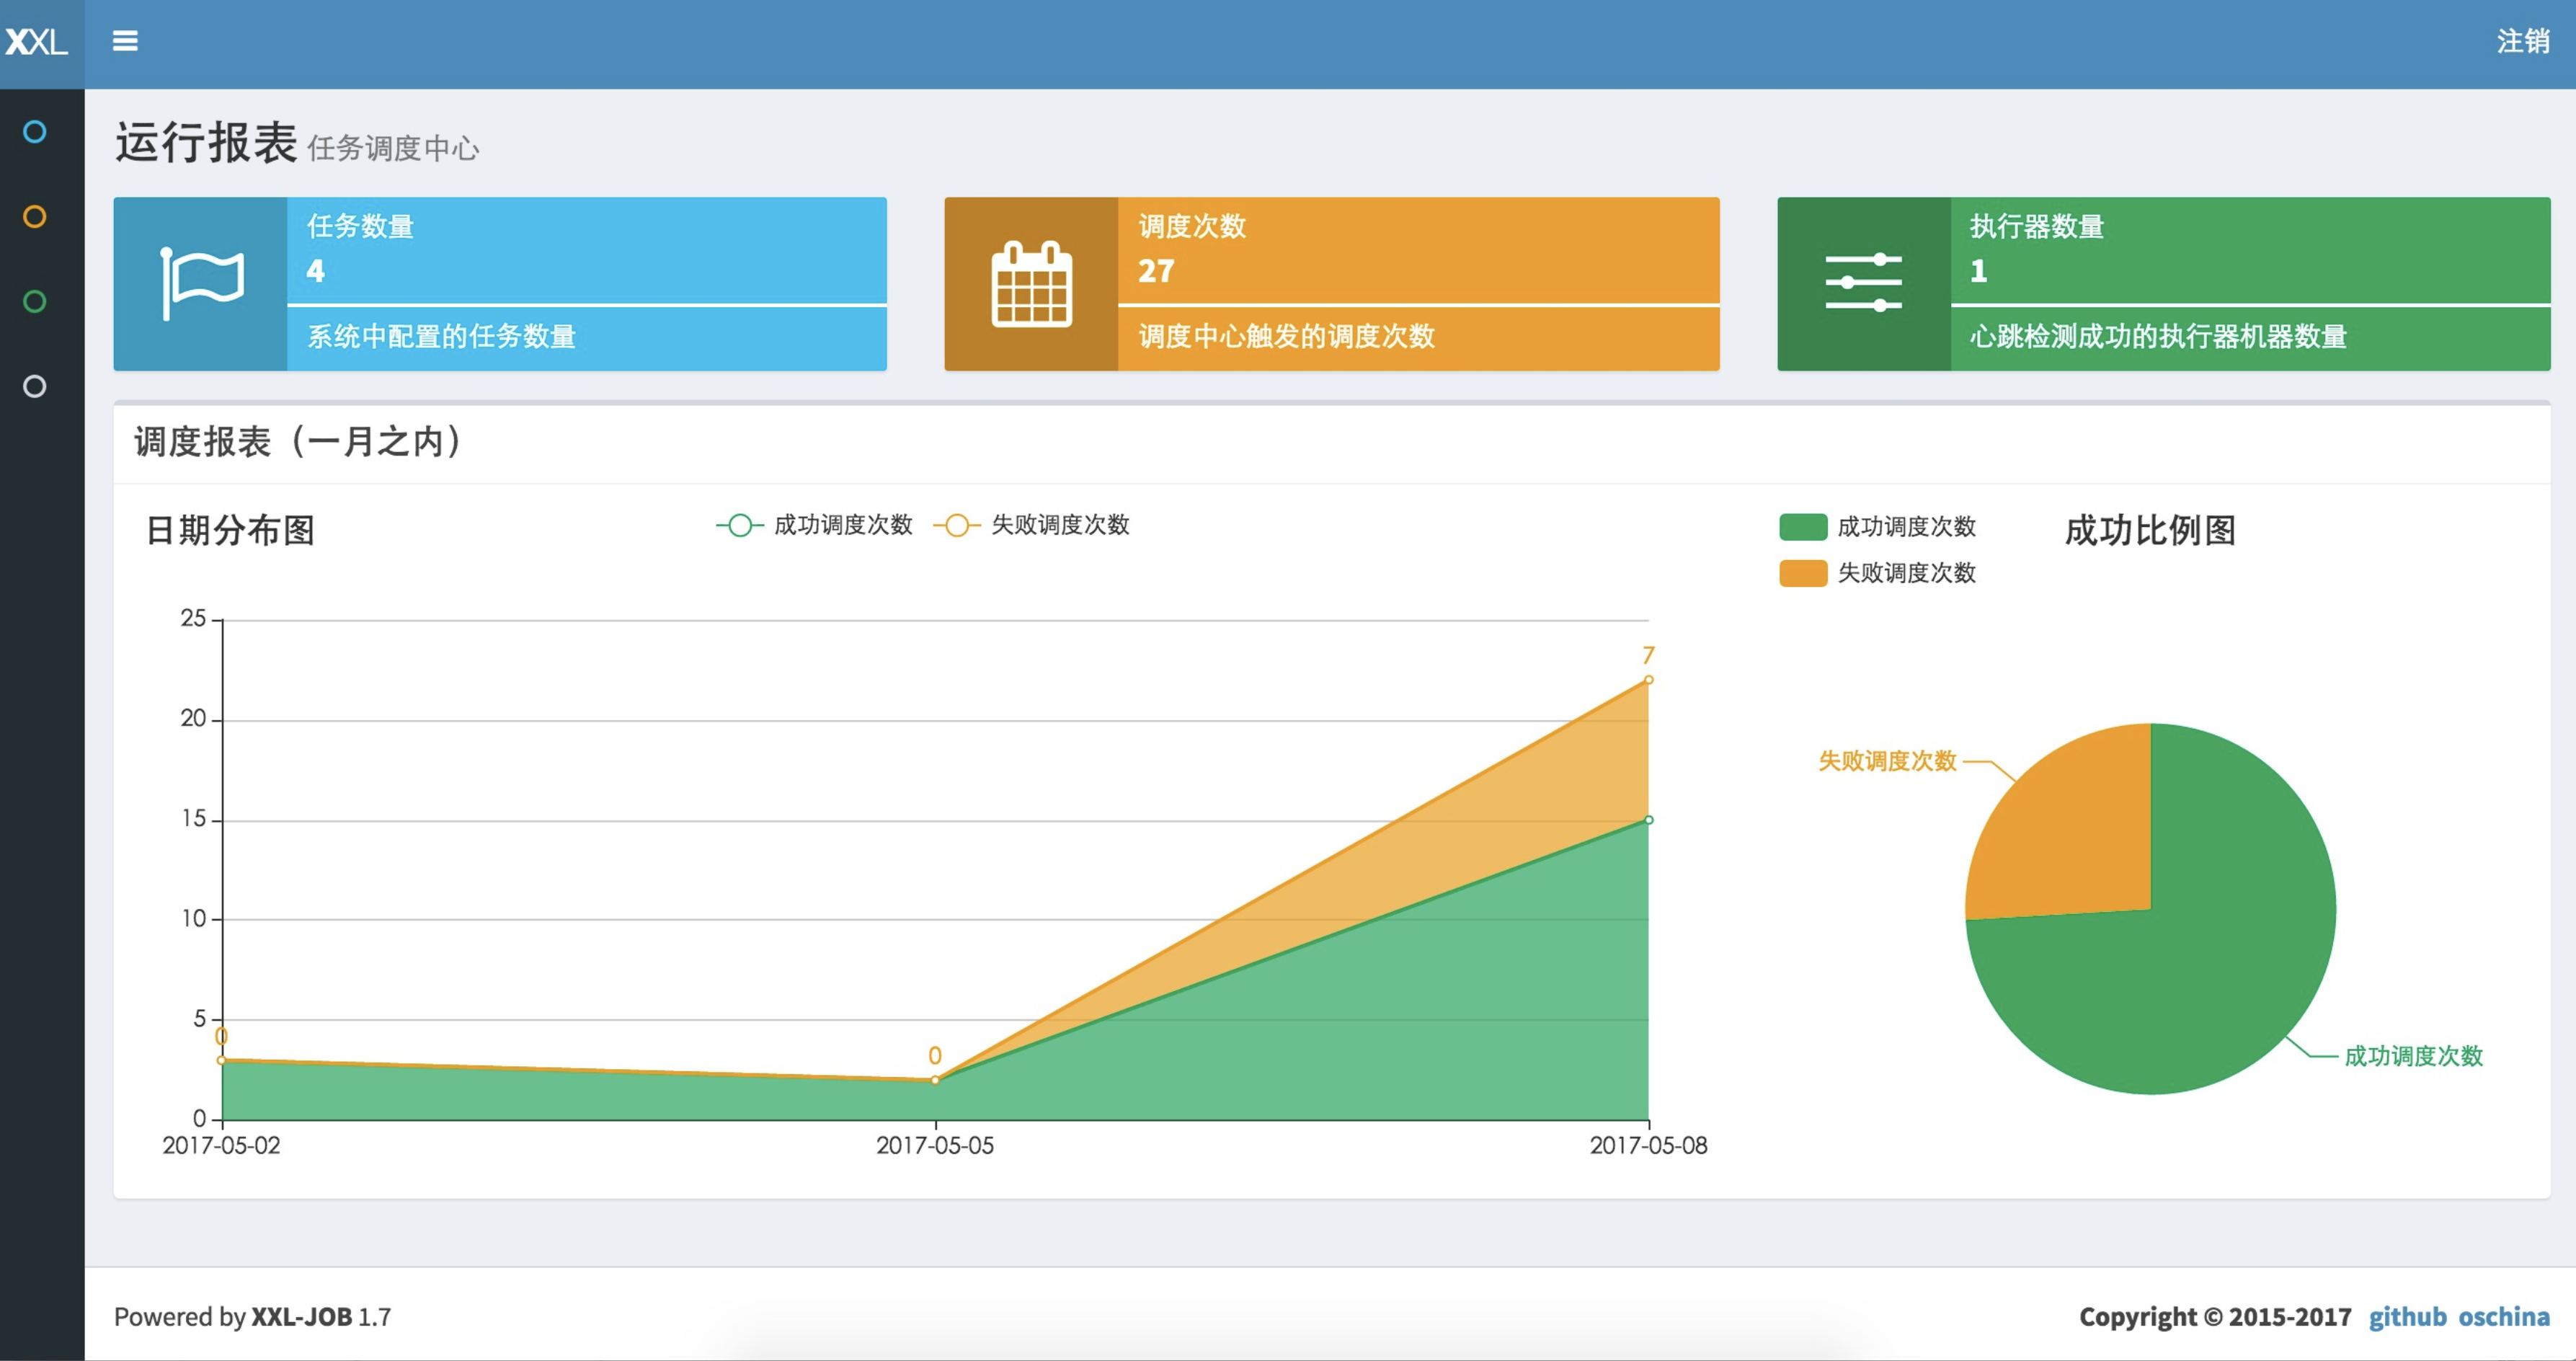 XXL
注销
运行报表 任务调度中心
任务数量
4
系统中配置的任务数量
调度次数
27
调度中心触发的调度次数
执行器数量
1
心跳检测成功的执行器机器数量
调度报表（一月之内）
日期分布图
成功调度次数 失败调度次数
25
20
15
10
5
0
7
0
0
2017-05-02 2017-05-05 2017-05-08
成功调度次数
失败调度次数
成功比例图
失败调度次数
成功调度次数
Powered by XXL-JOB 1.7
Copyright © 2015-2017 github oschina